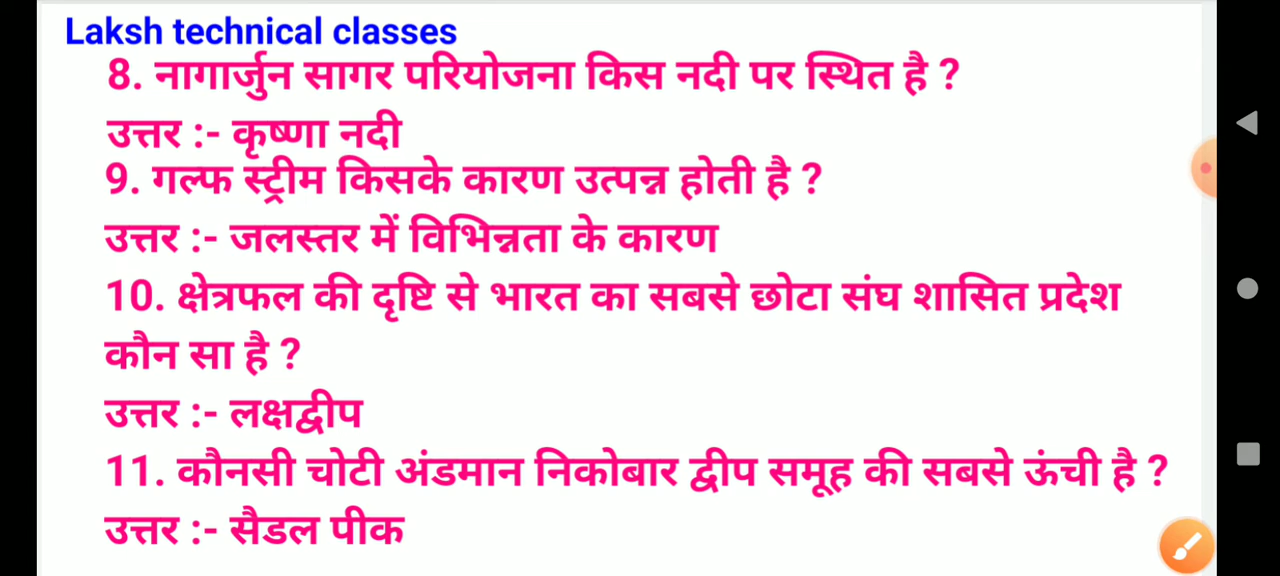 Laksh technical classes
8. नागार्जुन सागर परियोजना किस नदी पर स्थित है ?
उत्तर :- कृष्णा नदी
9. गल्फ स्ट्रीम किसके कारण उत्पन्न होती है ?
उत्तर :- जलस्तर में विभिन्नता के कारण
10. क्षेत्रफल की दृष्टि से भारत का सबसे छोटा संघ शासित प्रदेश
कौन सा है ?
उत्तर :- लक्षद्वीप
11. कौनसी चोटी अंडमान निकोबार द्वीप समूह की सबसे ऊंची है ?
उत्तर :- सैडल पीक